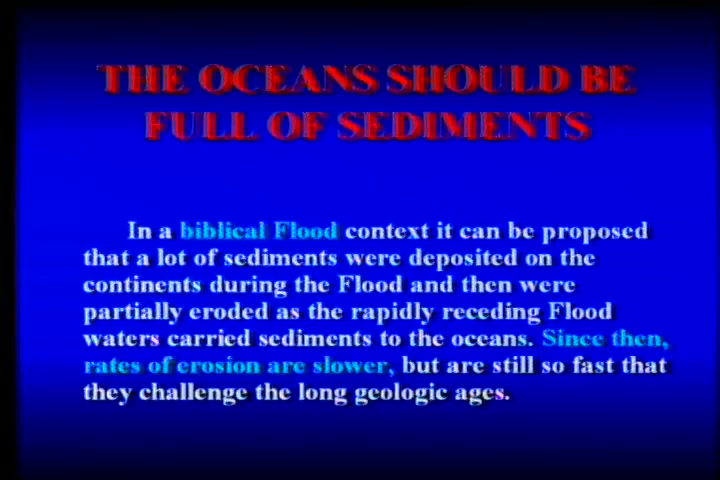 THE OCEANS SHOULD BE
FULL OF SEDIMENTS
In a biblical Flood context it can be proposed
that a lot of sediments were deposited on the
continents during the Flood and then were
partially eroded as the rapidly receding Flood
waters carried sediments to the oceans. Since then,
rates of erosion are slower, but are still so fast that
they challenge the long geologic ages.